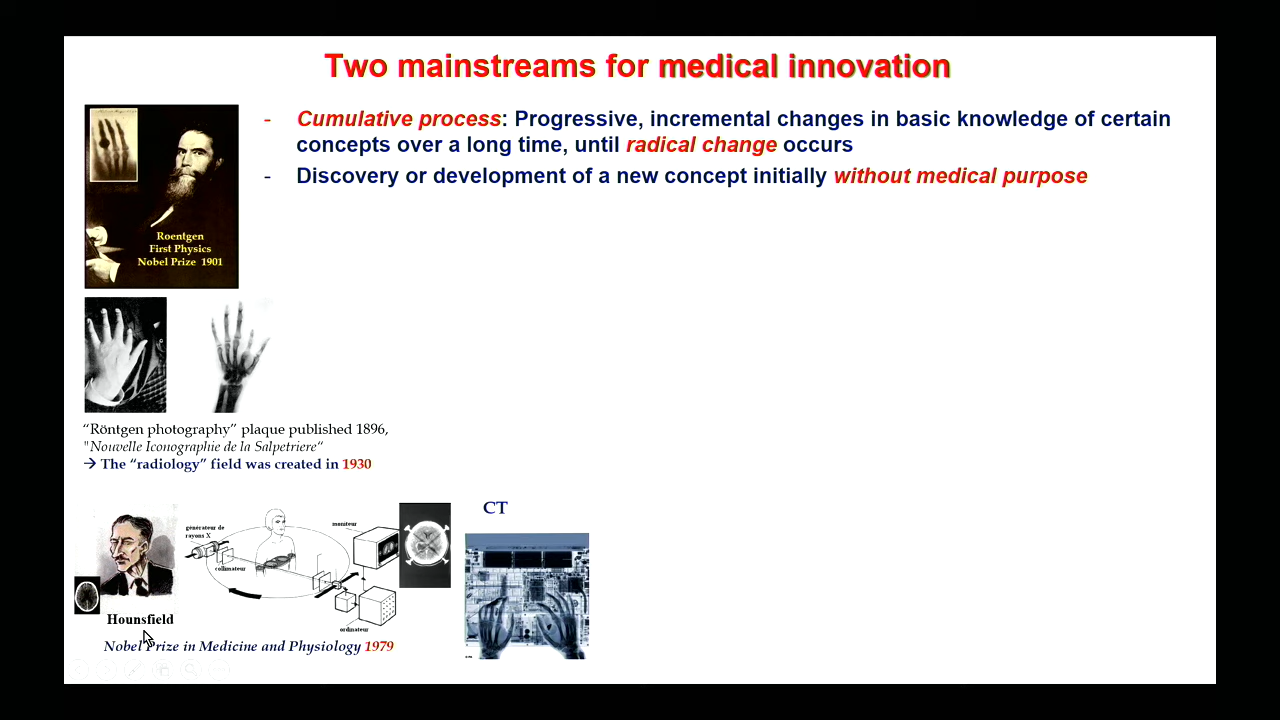 Two mainstreams for medical innovation
- Cumulative process: Progressive, incremental changes in basic knowledge of certain
concepts over a long time, until radical change occurs
- Discovery or development of a new concept initially without medical purpose
Roentgen
First Physics
Nobel Prize 1901
“Röntgen photography” plaque published 1896,
"Nouvelle Iconographie de la Salpetriere“
→ The “radiology” field was created in 1930
CT
générateur de
rayons X
collimateur
moniteur
ordinateur
Hounsfield
Nobel Prize in Medicine and Physiology 1979